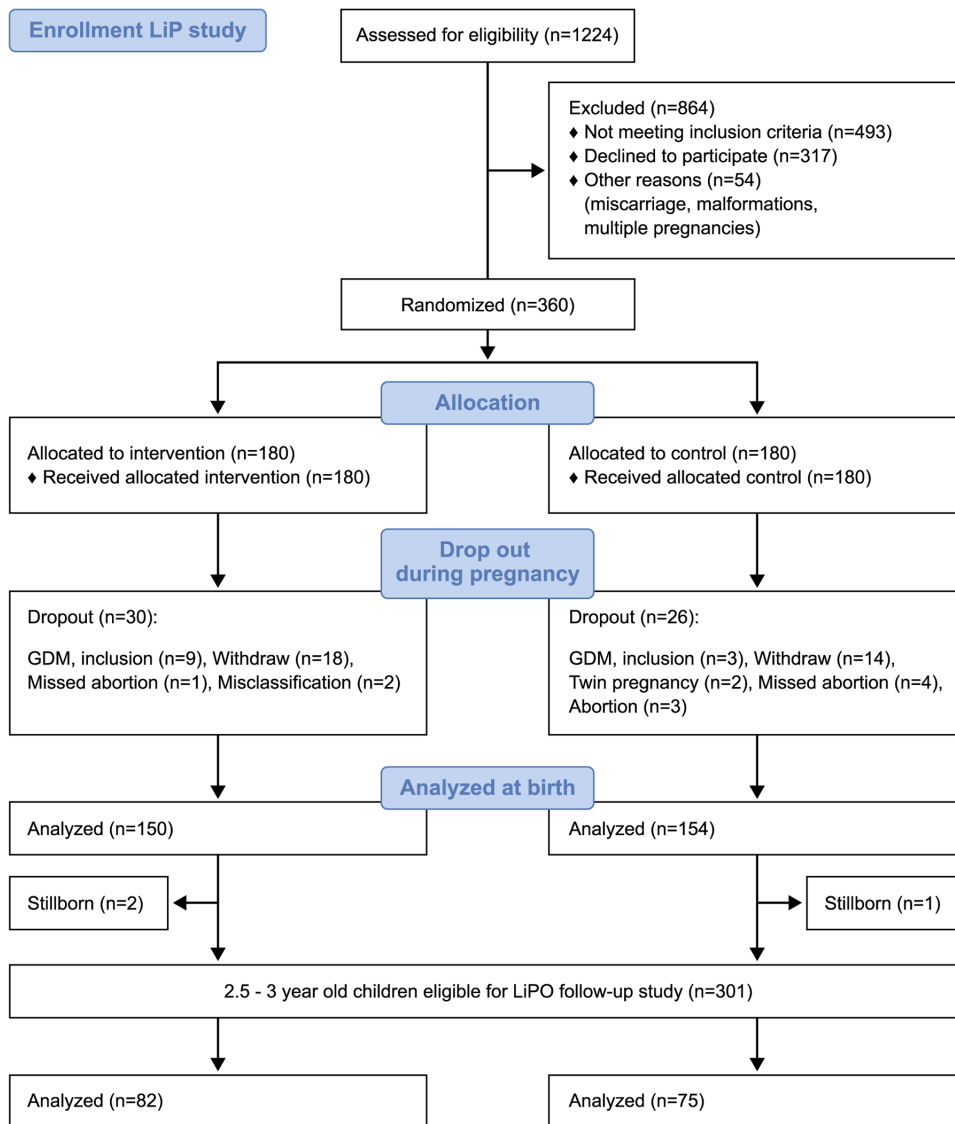 Enrollment LiP study
Assessed for eligibility (n=1224)
Excluded (n=864)
♦ Not meeting inclusion criteria (n=493)
♦ Declined to participate (n=317)
♦ Other reasons (n=54)
(miscarriage, malformations,
multiple pregnancies)
Randomized (n=360)
Allocation
Allocated to intervention (n=180)
♦ Received allocated intervention (n=180)
Allocated to control (n=180)
♦ Received allocated control (n=180)
Drop out
during pregnancy
Dropout (n=30):
GDM, inclusion (n=9), Withdraw (n=18),
Missed abortion (n=1), Misclassification (n=2)
Dropout (n=26):
GDM, inclusion (n=3), Withdraw (n=14),
Twin pregnancy (n=2), Missed abortion (n=4),
Abortion (n=3)
Analyzed at birth
Analyzed (n=150)
Analyzed (n=154)
Stillborn (n=2)
Stillborn (n=1)
2.5 - 3 year old children eligible for LiPO follow-up study (n=301)
Analyzed (n=82)
Analyzed (n=75)